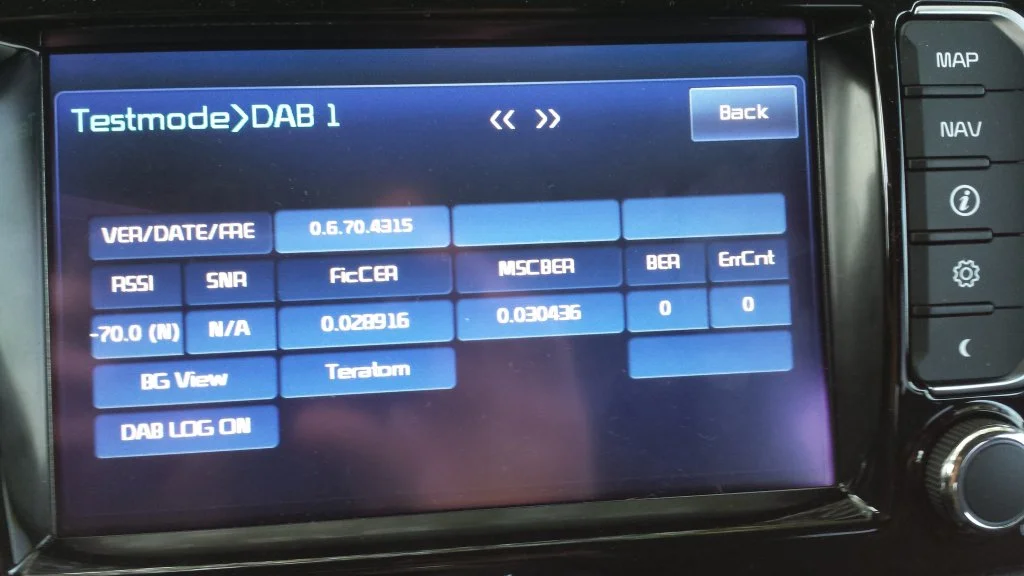 Testmode>DAB 1 << >> Back
VER/DATE/FRE 0.6.70.4315
RSSI SNR FicCER MSCBER BER ErrCnt
-70.0 (N) N/A 0.028916 0.030436 0 0
BG View Teratom
DAB LOG ON
MAP
NAV
i